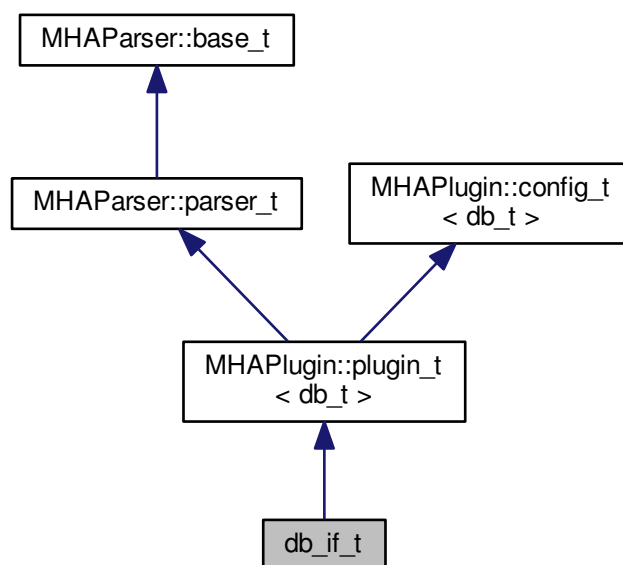 MHAParser::base_t
MHAParser::parser_t
MHAPlugin::config_t
< db_t >
MHAPlugin::plugin_t
< db_t >
db_if_t